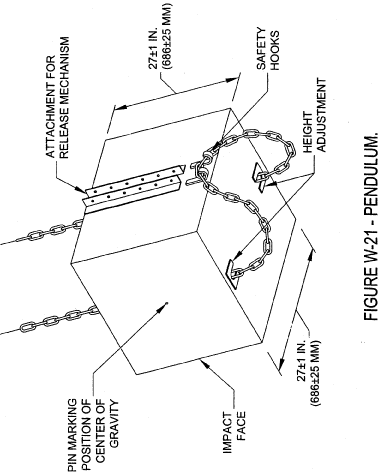 ATTACHMENT FOR
RELEASE MECHANISM
27±1 IN.
(686±25 MM)
SAFETY
HOOKS
HEIGHT
ADJUSTMENT
PIN MARKING
POSITION OF
CENTER OF
GRAVITY
IMPACT
FACE
27±1 IN.
(686±25 MM)
FIGURE W-21 - PENDULUM.